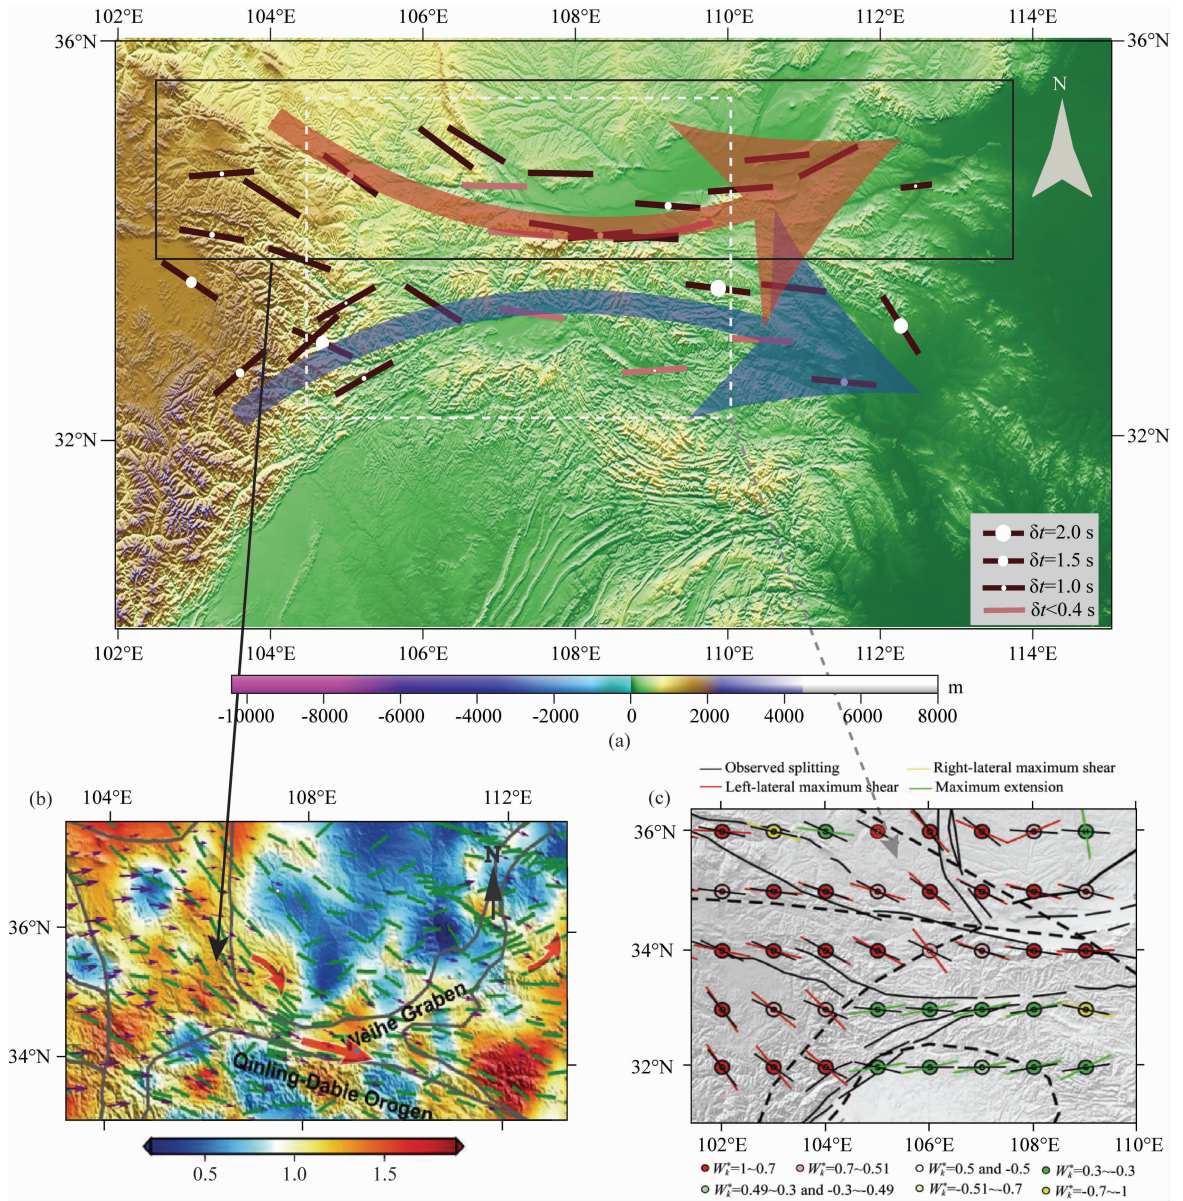 102°E 104°E 106°E 108°E 110°E 112°E 114°E
36°N 36°N
N
32°N 32°N
δt=2.0 s
δt=1.5 s
δt=1.0 s
δt<0.4 s
102°E 104°E 106°E 108°E 110°E 112°E 114°E
m
-10000 -8000 -6000 -4000 -2000 0 2000 4000 6000 8000
(a)
(b)
104°E 108°E 112°E
N
36°N
34°N
Weihe Graben
Qinling-Dabie Orogen
0.5 1.0 1.5
(c)
Observed splitting Right-lateral maximum shear
Left-lateral maximum shear Maximum extension
36°N
34°N
32°N
102°E 104°E 106°E 108°E 110°E
W*k=1~0.7 W*k=0.7~0.51 W*k=0.5 and -0.5 W*k=0.3~-0.3
W*k=0.49~0.3 and -0.3~-0.49 W*k=-0.51~-0.7 W*k=-0.7~-1